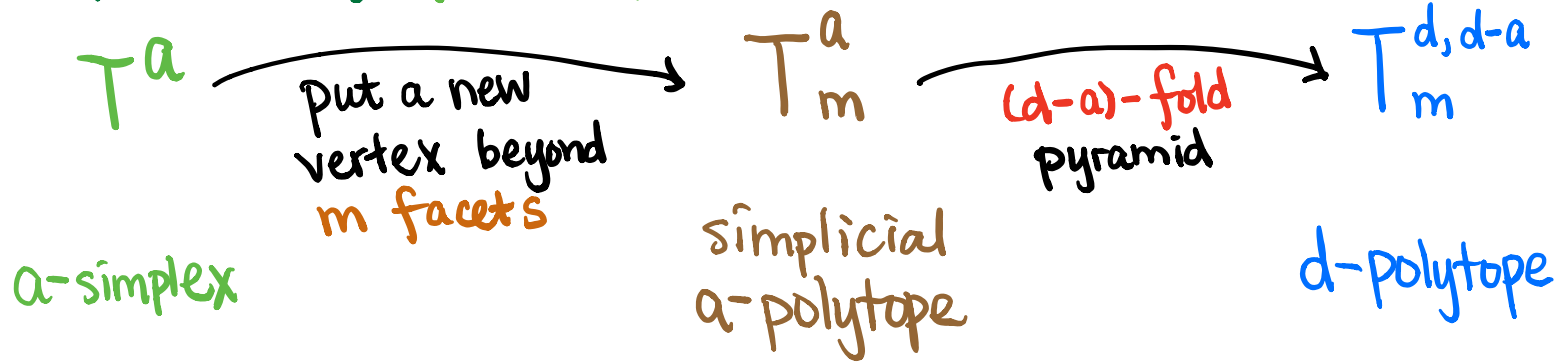 T^a
put a new
vertex beyond
m facets
T^a_m
(d-a)-fold
pyramid
T^{d,d-a}_m
a-simplex
simplicial
a-polytope
d-polytope